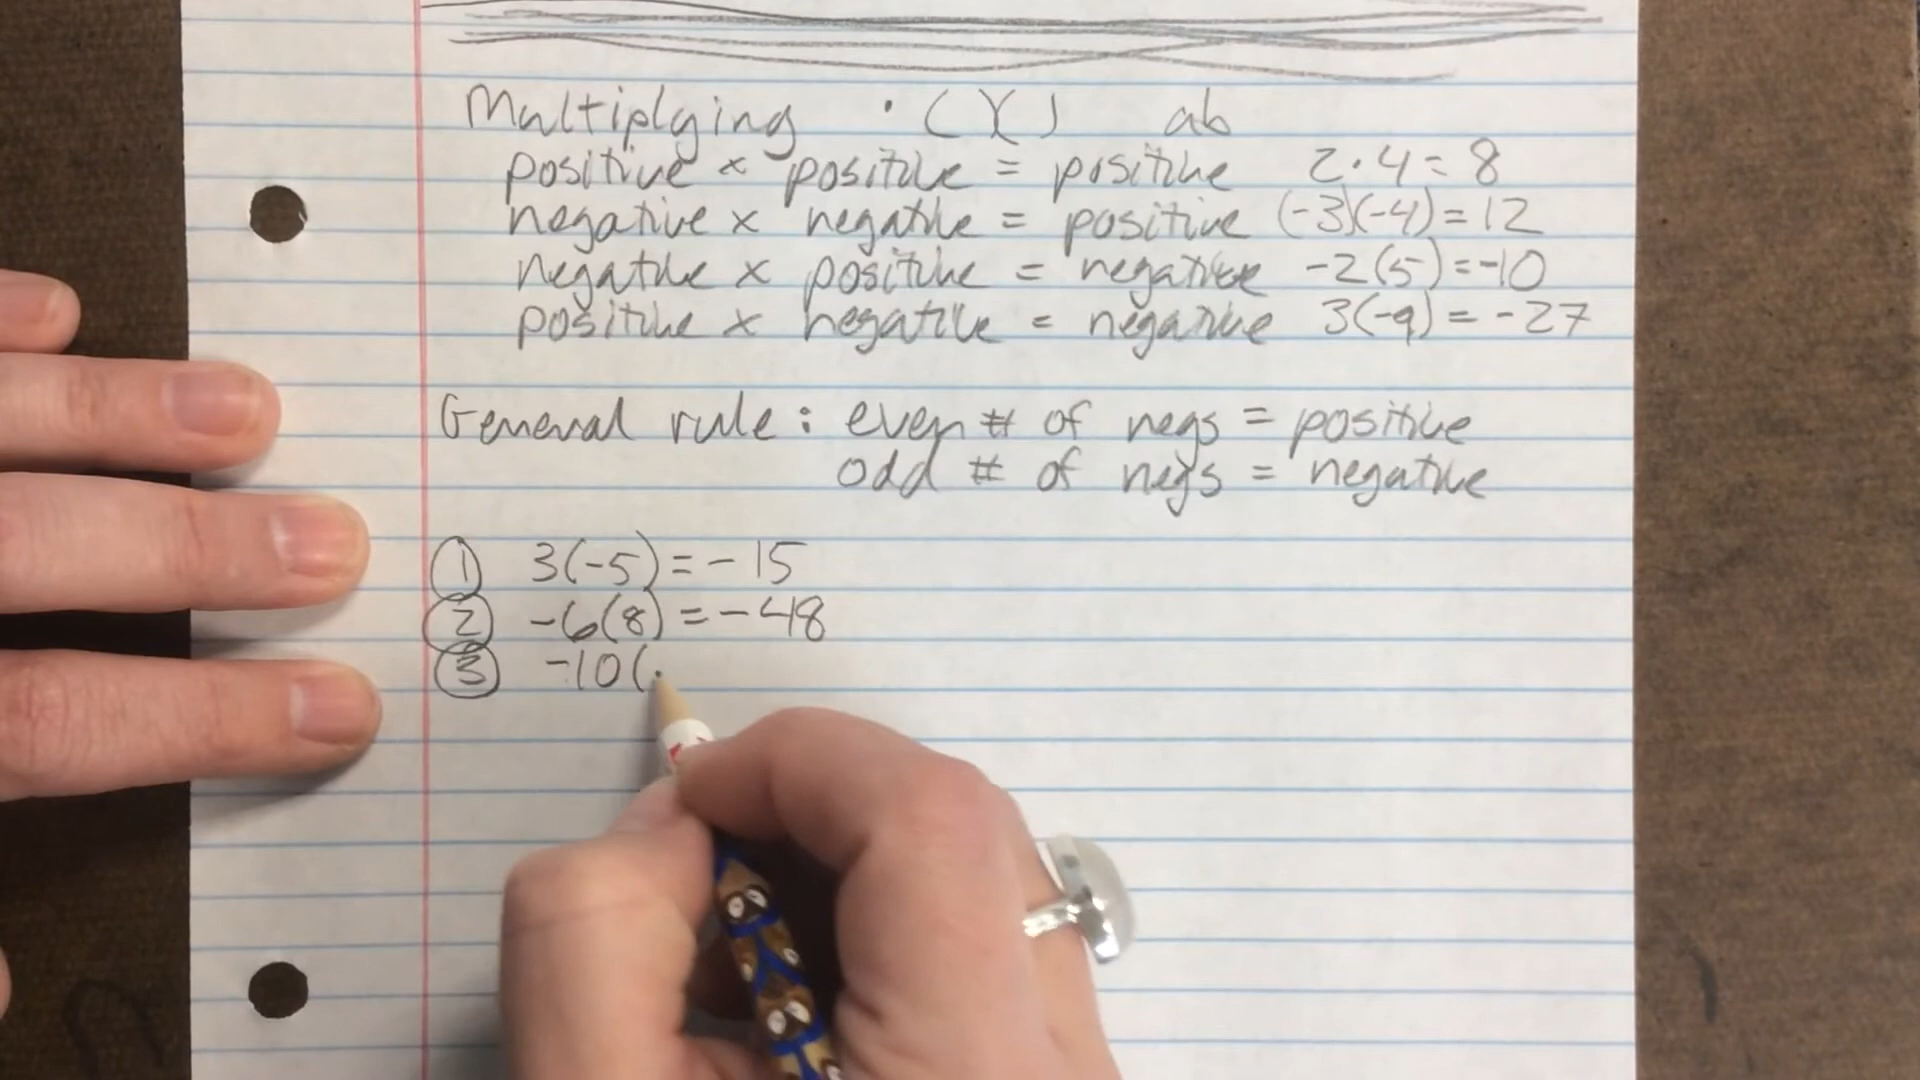 Multiplying · ( )( ) ab
positive x positive = positive 2·4=8
negative x negative = positive (-3)(-4)=12
negative x positive = negative -2(5)=-10
positive x negative = negative 3(-9)=-27
General rule: even # of negs = positive
odd # of negs = negative
1 3(-5)=-15
2 -6(8)=-48
3 -10(